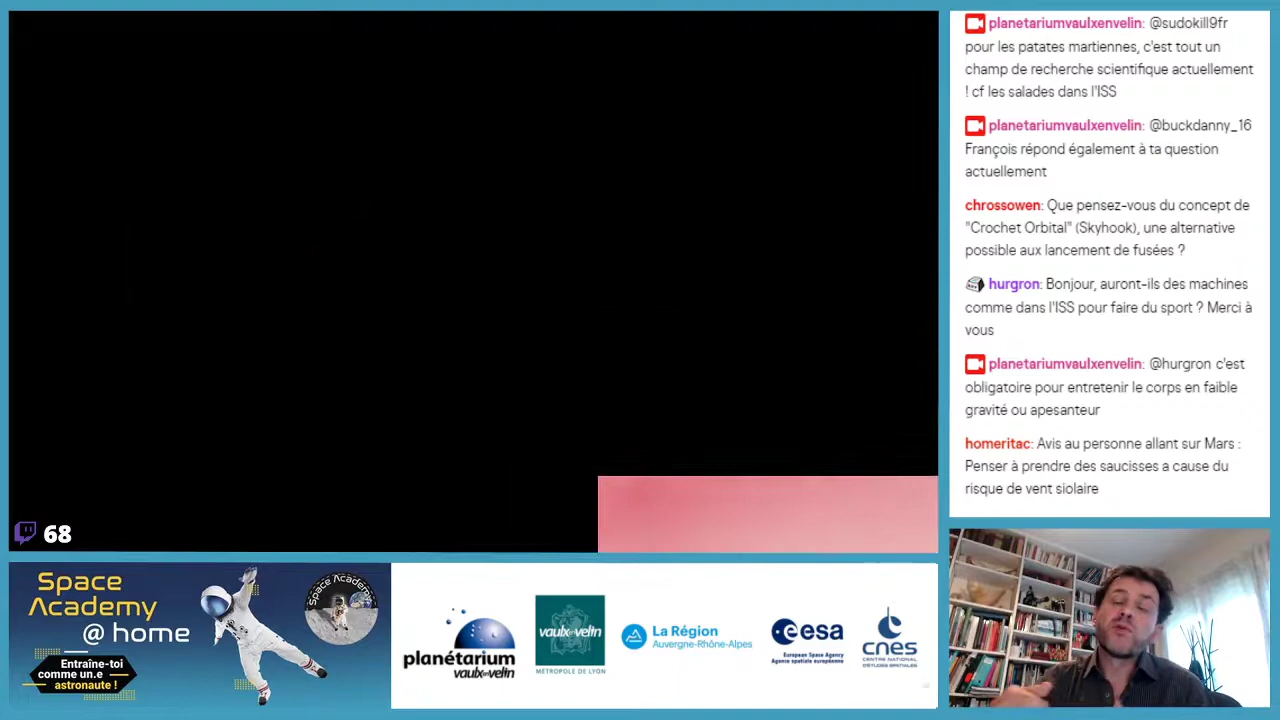 planetariumvaulxenvelin: @sudokill9fr
pour les patates martiennes, c'est tout un
champ de recherche scientifique actuellement
! cf les salades dans l'ISS
planetariumvaulxenvelin: @buckdanny_16
François répond également à ta question
actuellement
chrossowen: Que pensez-vous du concept de
"Crochet Orbital" (Skyhook), une alternative
possible aux lancement de fusées ?
hurgron: Bonjour, auront-ils des machines
comme dans l'ISS pour faire du sport ? Merci à
vous
planetariumvaulxenvelin: @hurgron c'est
obligatoire pour entretenir le corps en faible
gravité ou apesanteur
homeritac: Avis au personne allant sur Mars :
Penser à prendre des saucisses a cause du
risque de vent siolaire
68
Space
Academy
@ home
Space Academy
Entraîne-toi
comme un.e
astronaute !
planétarium
vaulx en velin
vaulx en velin
MÉTROPOLE DE LYON
La Région
Auvergne-Rhône-Alpes
esa
European Space Agency
Agence spatiale européenne
cnes
CENTRE NATIONAL
D'ÉTUDES SPATIALES